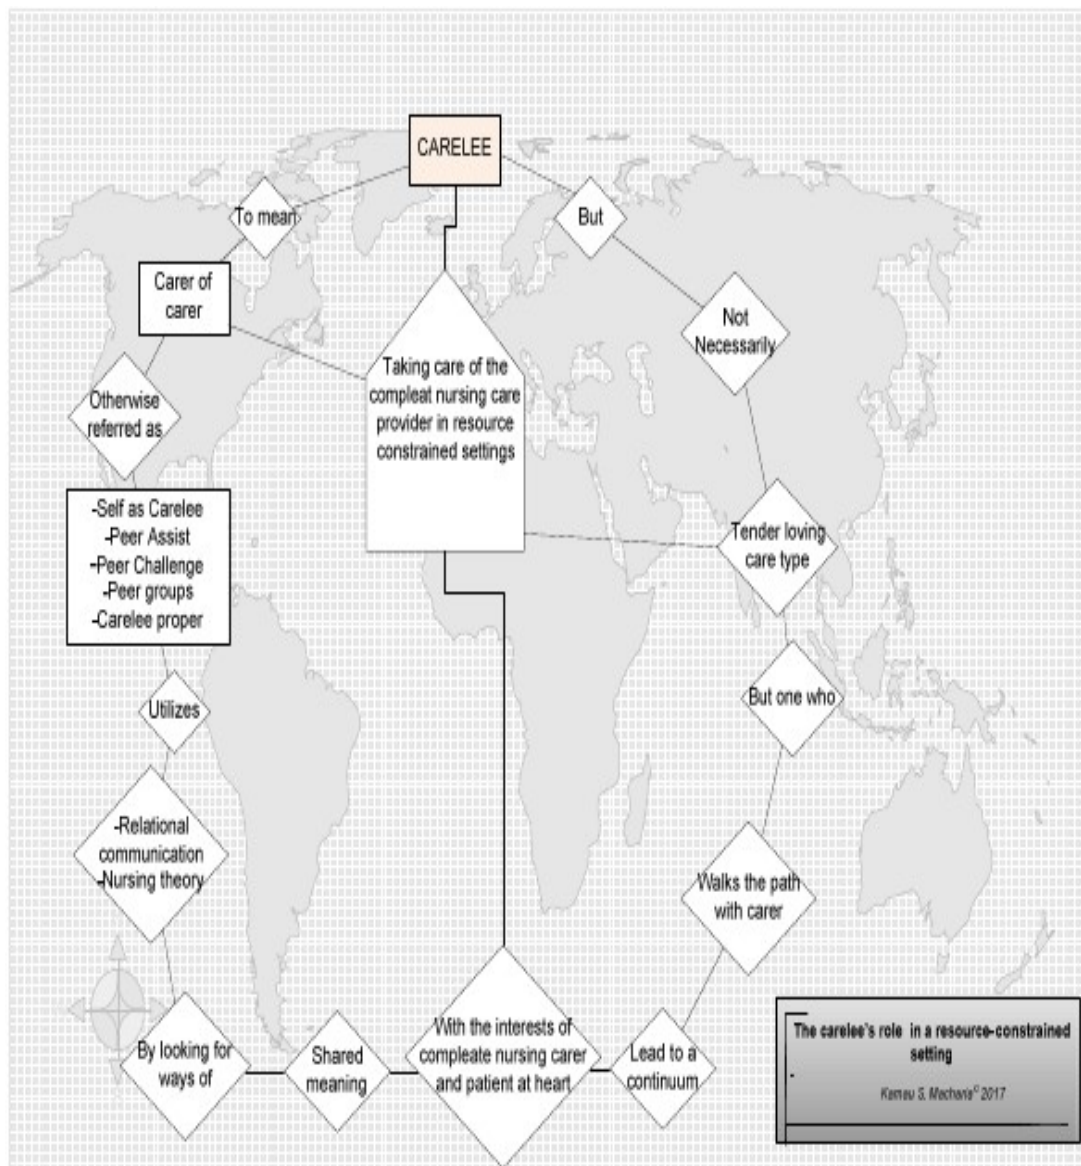 CARELEE
To mean
But
Carer of
carer
Not
Necessarily
Taking care of the
compleat nursing care
provider in resource
constrained settings
Otherwise
referred as
-Self as Carelee
-Peer Assist
-Peer Challenge
-Peer groups
-Carelee proper
Tender loving
care type
Utilizes
But one who
-Relational
communication
-Nursing theory
Walks the path
with carer
By looking for
ways of
Shared
meaning
With the interests of
compleate nursing carer
and patient at heart
Lead to a
continuum
The carelee's role in a resource-constrained
setting
-
Kamau S. Macharia© 2017